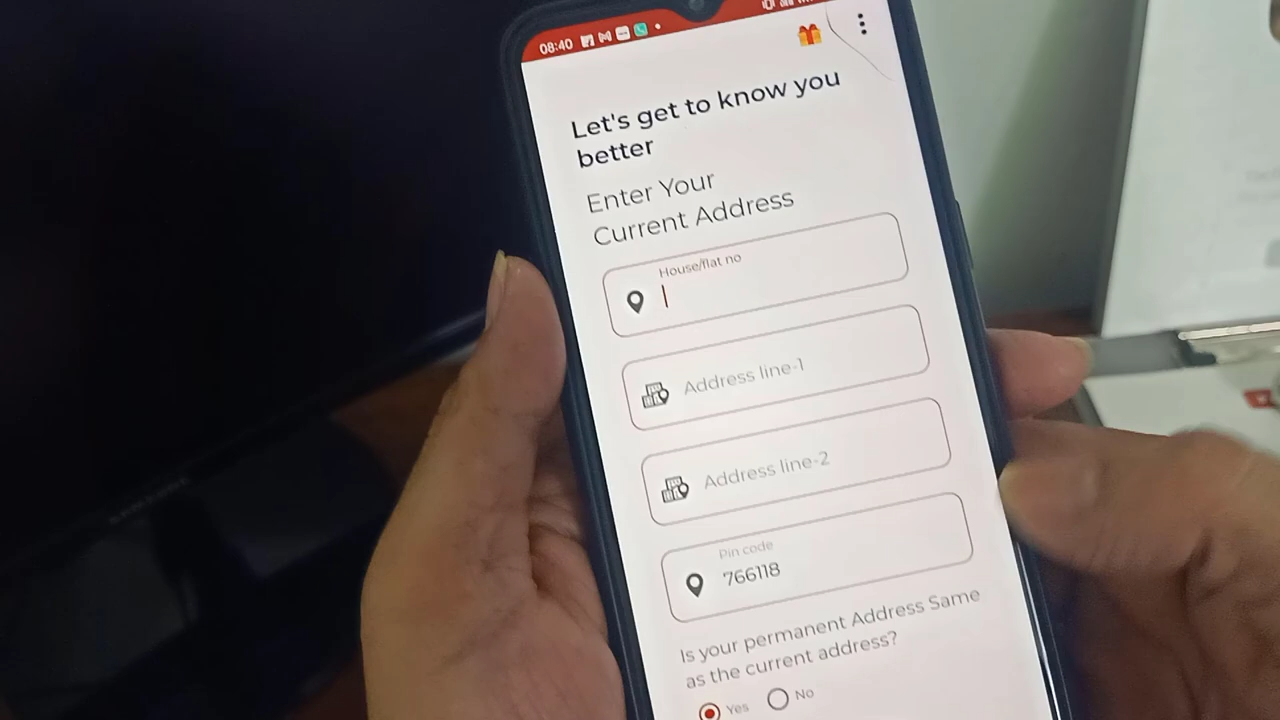 08:40
Let's get to know you
better
Enter Your
Current Address
House/flat no
Address line-1
Address line-2
Pin code
766118
Is your permanent Address Same
as the current address?
Yes
No
SAMSUNG